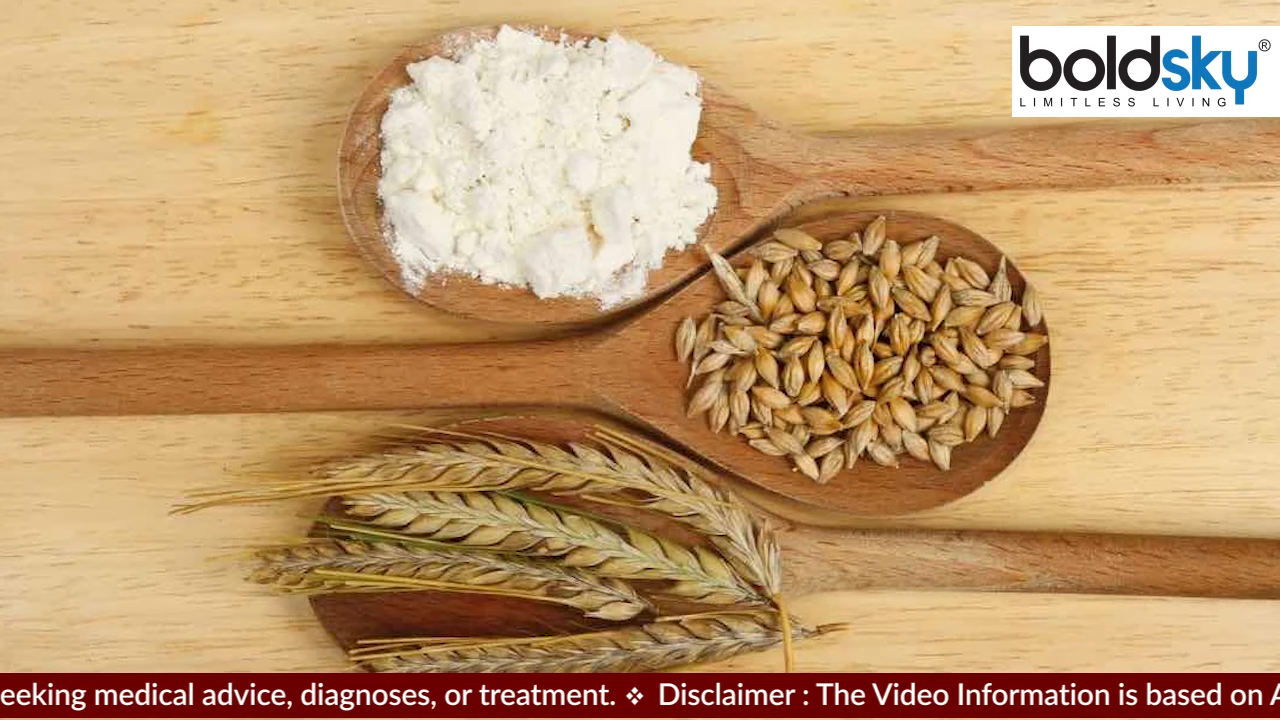 boldsky®
LIMITLESS LIVING
eeking medical advice, diagnoses, or treatment. ❖ Disclaimer : The Video Information is based on A